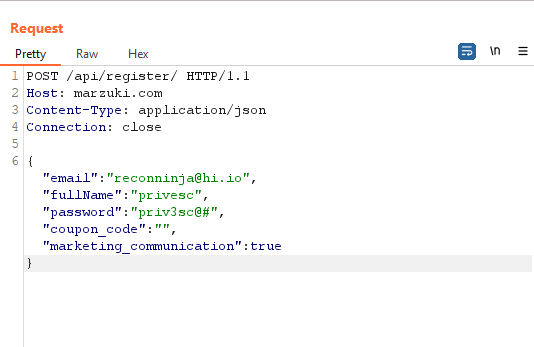 Request
Pretty Raw Hex \n
1 POST /api/register/ HTTP/1.1
2 Host: marzuki.com
3 Content-Type: application/json
4 Connection: close
5
6 {
"email":"reconninja@hi.io",
"fullName":"privesc",
"password":"priv3sc@#",
"coupon_code":"",
"marketing_communication":true
}